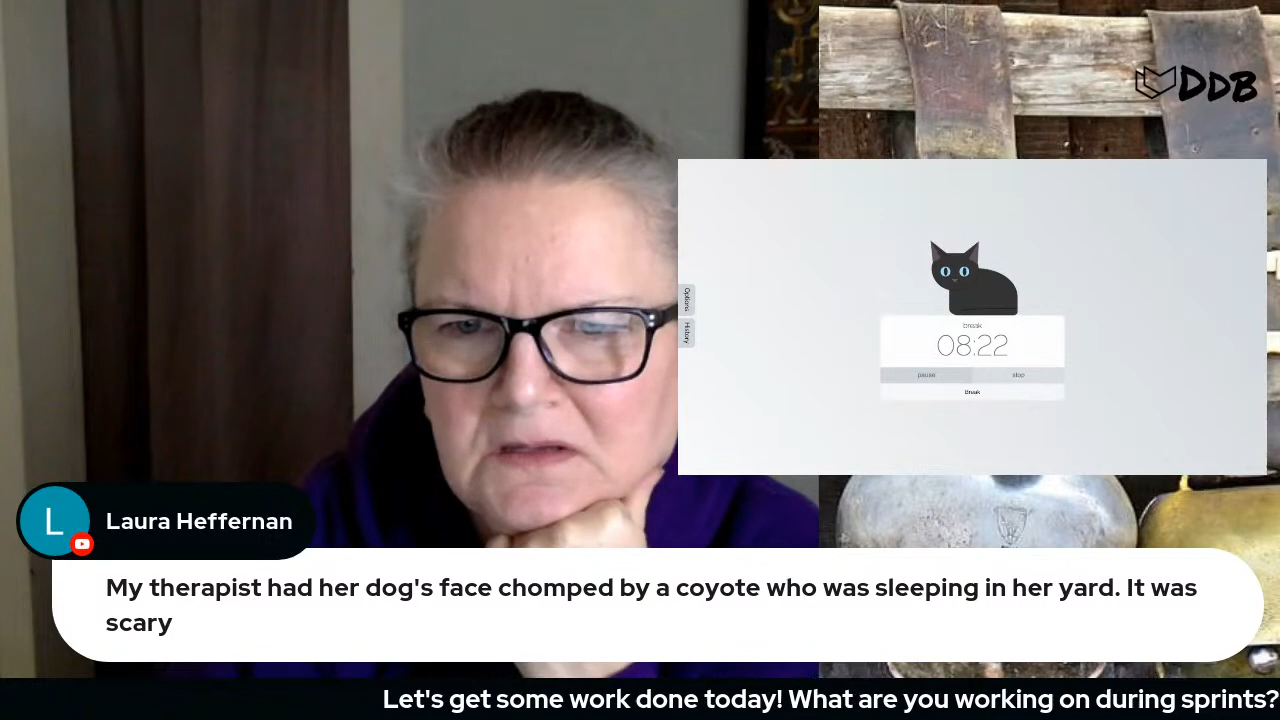 DDB
Options
History
break
08:22
pause
stop
Break
Laura Heffernan
L
My therapist had her dog's face chomped by a coyote who was sleeping in her yard. It was
scary
Let's get some work done today! What are you working on during sprints?